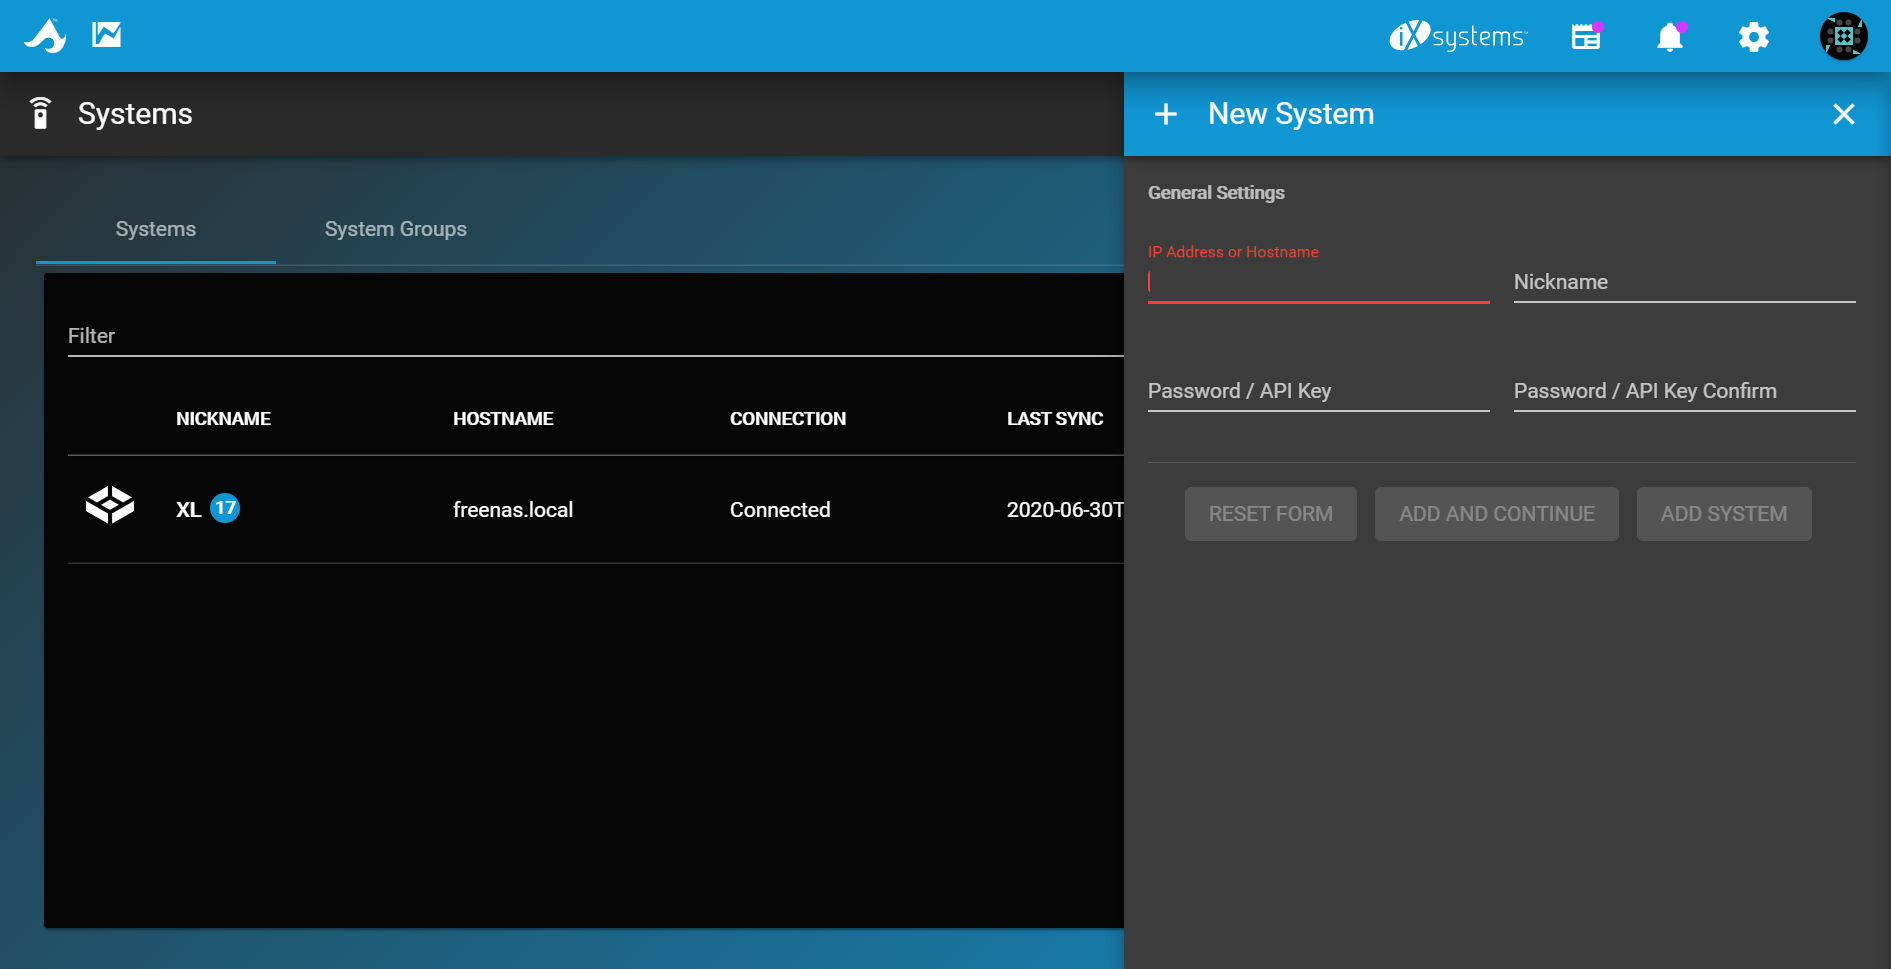 iXsystems
Systems
New System
Systems
System Groups
General Settings
IP Address or Hostname
Nickname
Filter
Password / API Key
Password / API Key Confirm
NICKNAME
HOSTNAME
CONNECTION
LAST SYNC
XL 17
freenas.local
Connected
2020-06-30T
RESET FORM
ADD AND CONTINUE
ADD SYSTEM